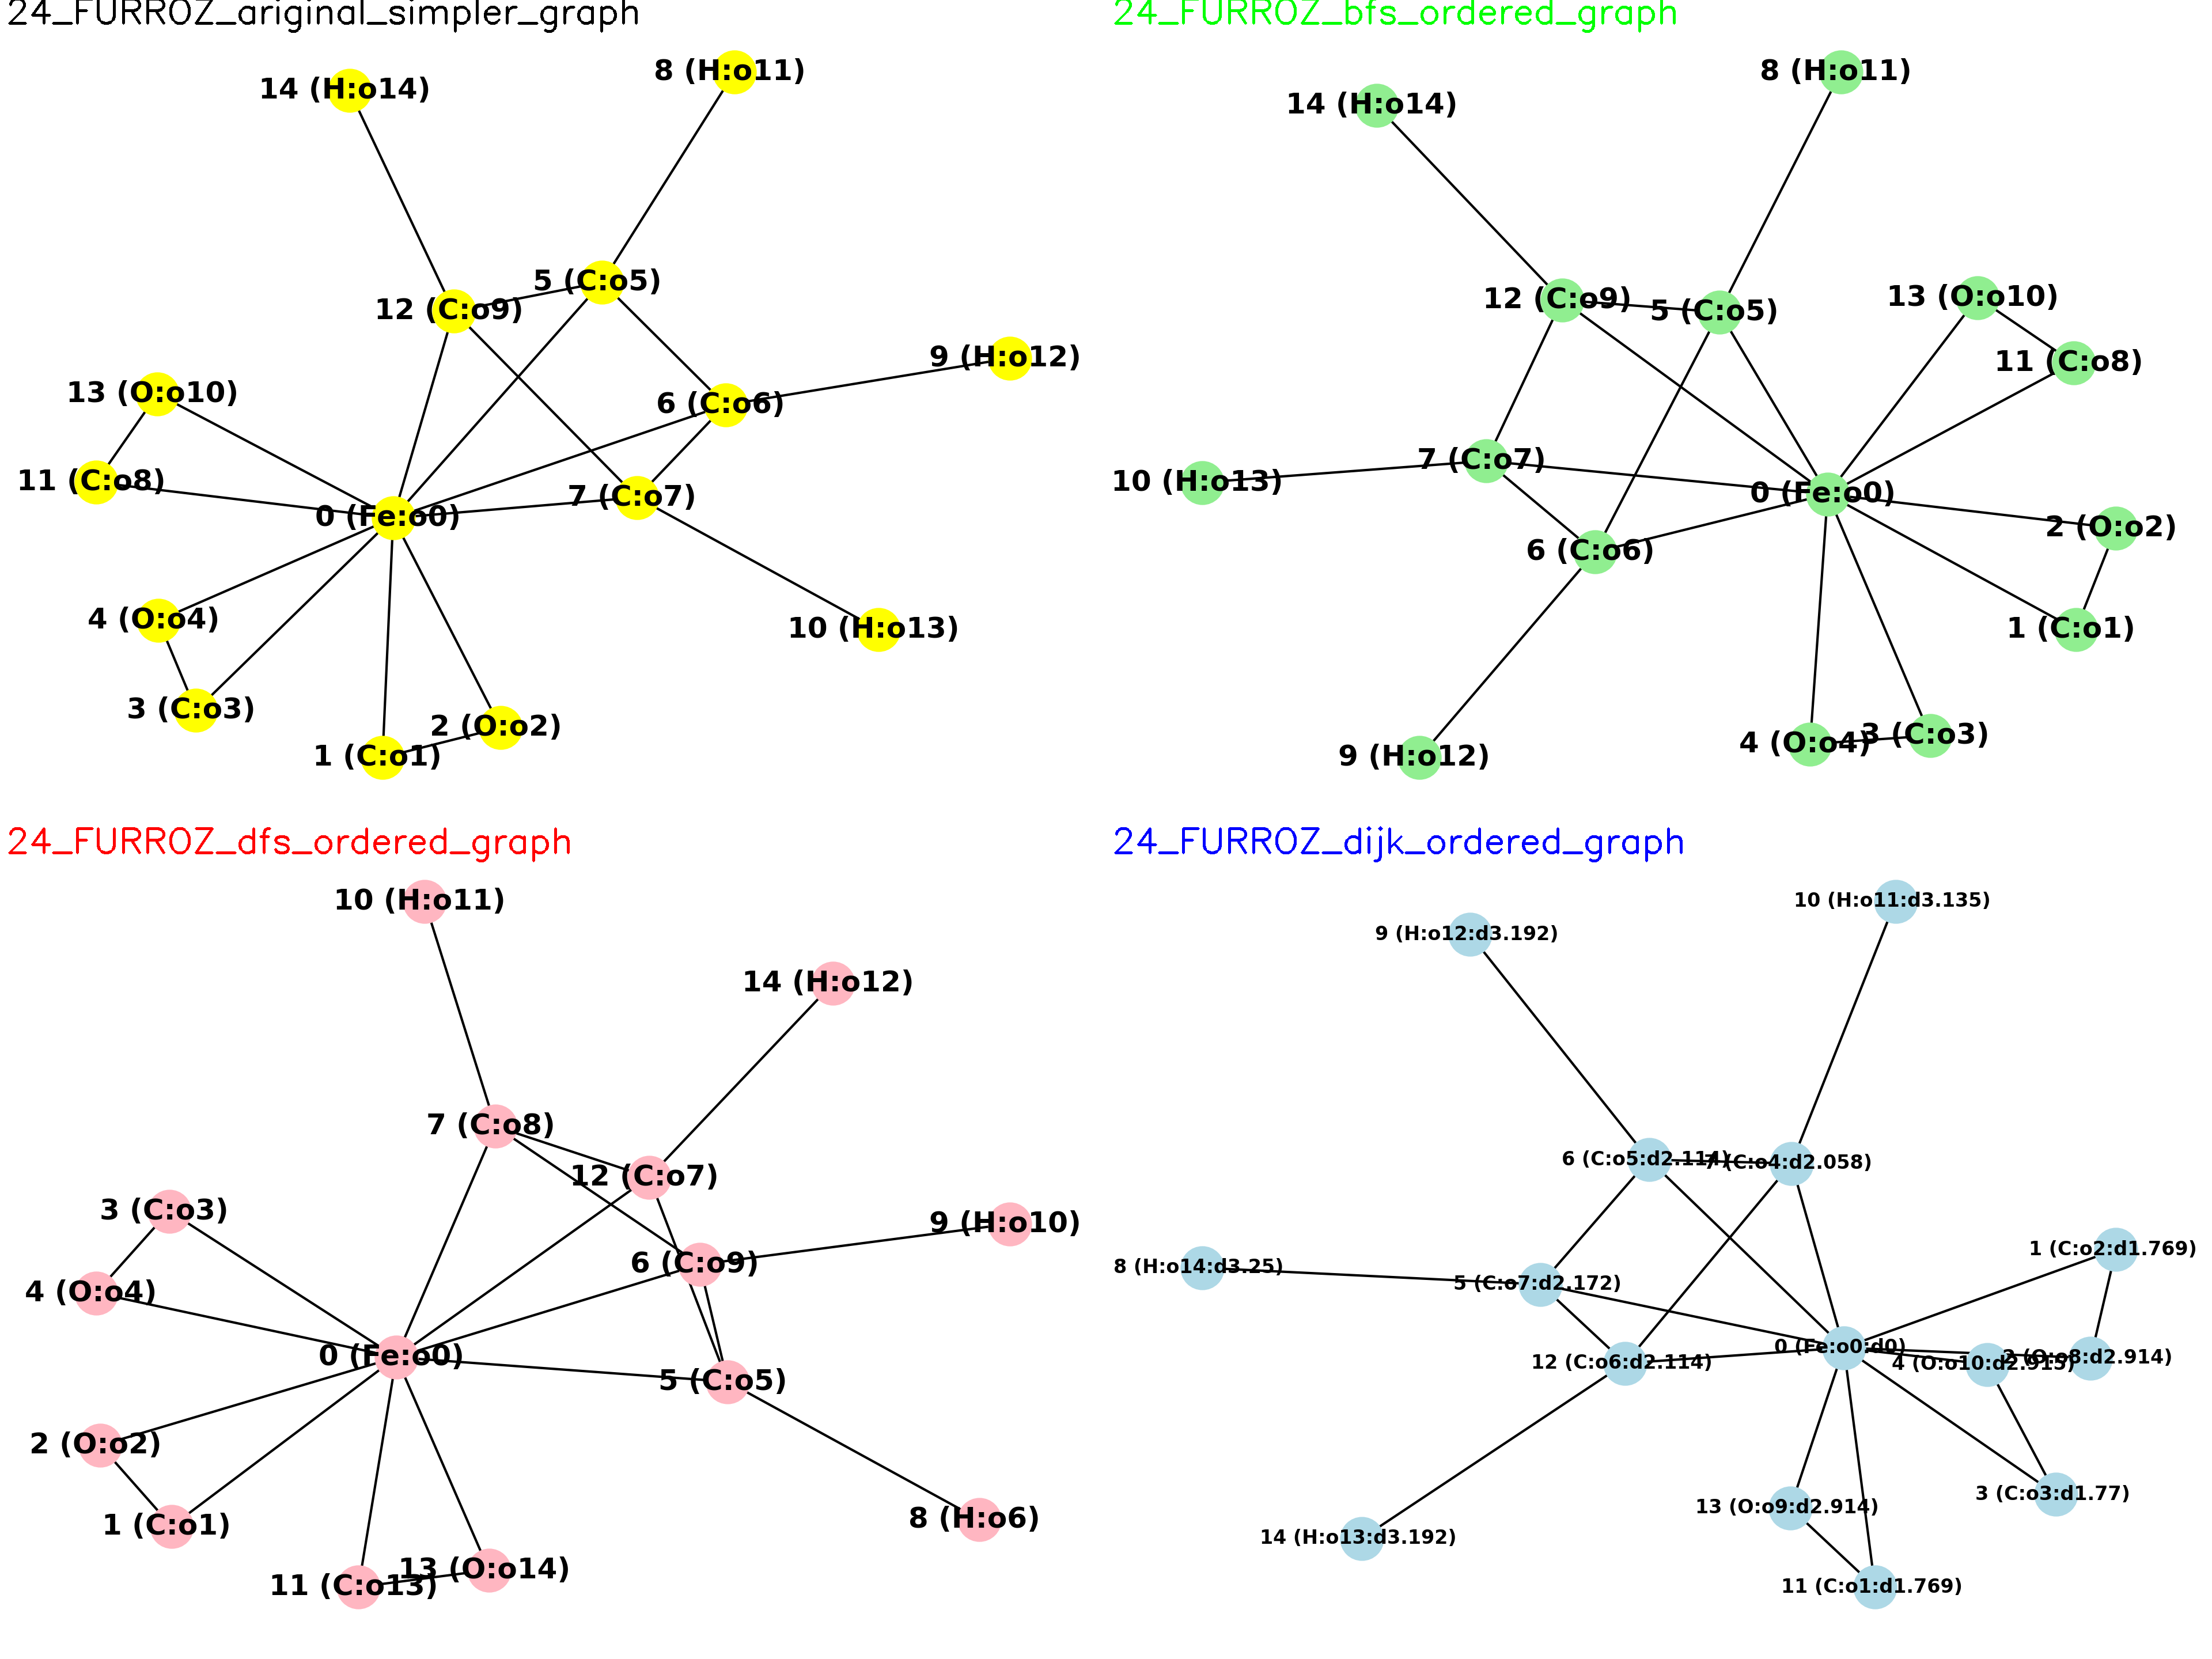 24_FURROZ_ariginal_simpler_graph
14 (H:o14)
8 (H:o11)
5 (C:o5)
12 (C:o9)
9 (H:o12)
13 (O:o10)
6 (C:o6)
11 (C:o8)
7 (C:o7)
0 (Fe:o0)
4 (O:o4)
10 (H:o13)
3 (C:o3)
2 (O:o2)
1 (C:o1)
24_FURROZ_bfs_ordered_graph
8 (H:o11)
14 (H:o14)
13 (O:o10)
12 (C:o9)
5 (C:o5)
11 (C:o8)
7 (C:o7)
10 (H:o13)
0 (Fe:o0)
2 (O:o2)
6 (C:o6)
1 (C:o1)
3 (C:o3)
4 (O:o4)
9 (H:o12)
24_FURROZ_dfs_ordered_graph
10 (H:o11)
14 (H:o12)
7 (C:o8)
12 (C:o7)
3 (C:o3)
9 (H:o10)
6 (C:o9)
4 (O:o4)
0 (Fe:o0)
5 (C:o5)
2 (O:o2)
8 (H:o6)
1 (C:o1)
13 (O:o14)
11 (C:o13)
24_FURROZ_dijk_ordered_graph
10 (H:o11:d3.135)
9 (H:o12:d3.192)
6 (C:o5:d2.114)
7 (C:o4:d2.058)
1 (C:o2:d1.769)
8 (H:o14:d3.25)
5 (C:o7:d2.172)
0 (Fe:o0:d0)
2 (O:o8:d2.914)
12 (C:o6:d2.114)
4 (O:o10:d2.915)
3 (C:o3:d1.77)
13 (O:o9:d2.914)
14 (H:o13:d3.192)
11 (C:o1:d1.769)